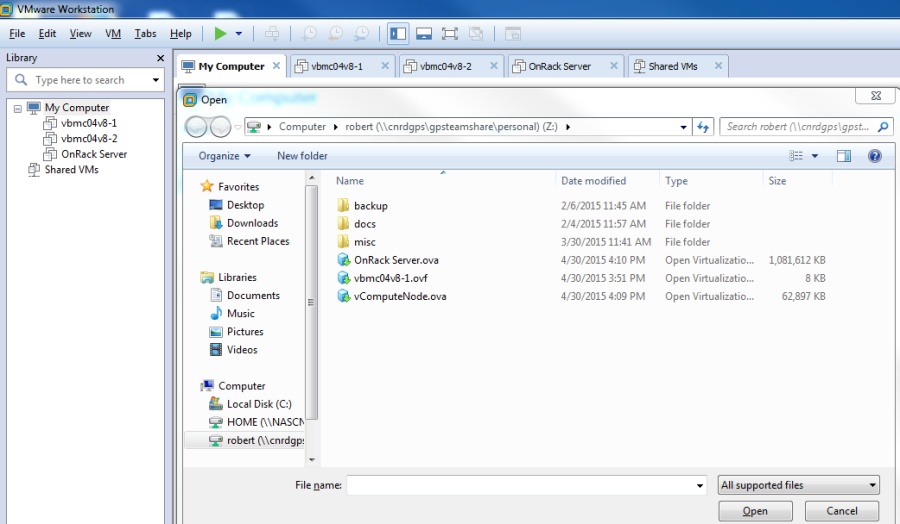 VMware Workstation
File Edit View VM Tabs Help
Library
Type here to search
My Computer
vbmc04v8-1
vbmc04v8-2
OnRack Server
Shared VMs
My Computer vbmc04v8-1 vbmc04v8-2 OnRack Server Shared VMs
My Computer
Open
Computer robert (\\cnrdgps\gpsteamshare\personal) (Z:) Search robert (\\cnrdgps\gpst...
Organize New folder
Favorites
Desktop
Downloads
Recent Places
Libraries
Documents
Music
Pictures
Videos
Computer
Local Disk (C:)
HOME (\\NASCN
robert (\\cnrdgps
Name Date modified Type Size
backup 2/6/2015 11:45 AM File folder
docs 2/4/2015 11:57 AM File folder
misc 3/30/2015 11:41 AM File folder
OnRack Server.ova 4/30/2015 4:10 PM Open Virtualizatio... 1,081,612 KB
vbmc04v8-1.ovf 4/30/2015 3:51 PM Open Virtualizatio... 8 KB
vComputeNode.ova 4/30/2015 4:09 PM Open Virtualizatio... 62,897 KB
File name: All supported files
Open Cancel